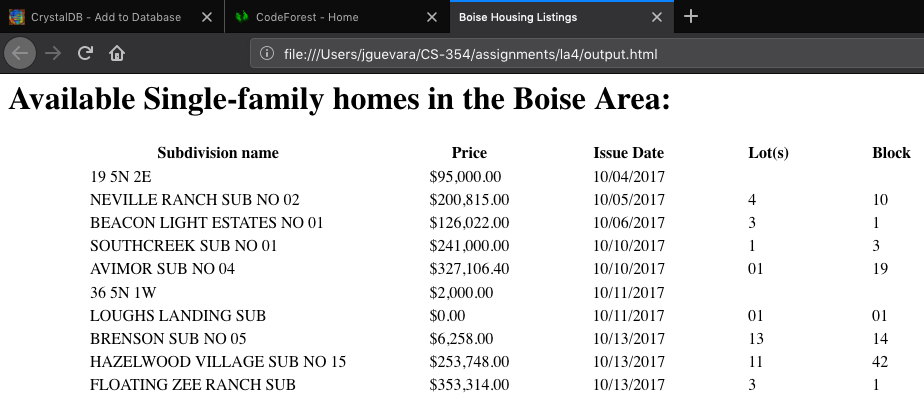 CrystalDB - Add to Database CodeForest - Home Boise Housing Listings
file:///Users/jguevara/CS-354/assignments/la4/output.html
Available Single-family homes in the Boise Area:
Subdivision name Price Issue Date Lot(s) Block
19 5N 2E $95,000.00 10/04/2017
NEVILLE RANCH SUB NO 02 $200,815.00 10/05/2017 4 10
BEACON LIGHT ESTATES NO 01 $126,022.00 10/06/2017 3 1
SOUTHCREEK SUB NO 01 $241,000.00 10/10/2017 1 3
AVIMOR SUB NO 04 $327,106.40 10/10/2017 01 19
36 5N 1W $2,000.00 10/11/2017
LOUGHS LANDING SUB $0.00 10/11/2017 01 01
BRENSON SUB NO 05 $6,258.00 10/13/2017 13 14
HAZELWOOD VILLAGE SUB NO 15 $253,748.00 10/13/2017 11 42
FLOATING ZEE RANCH SUB $353,314.00 10/13/2017 3 1